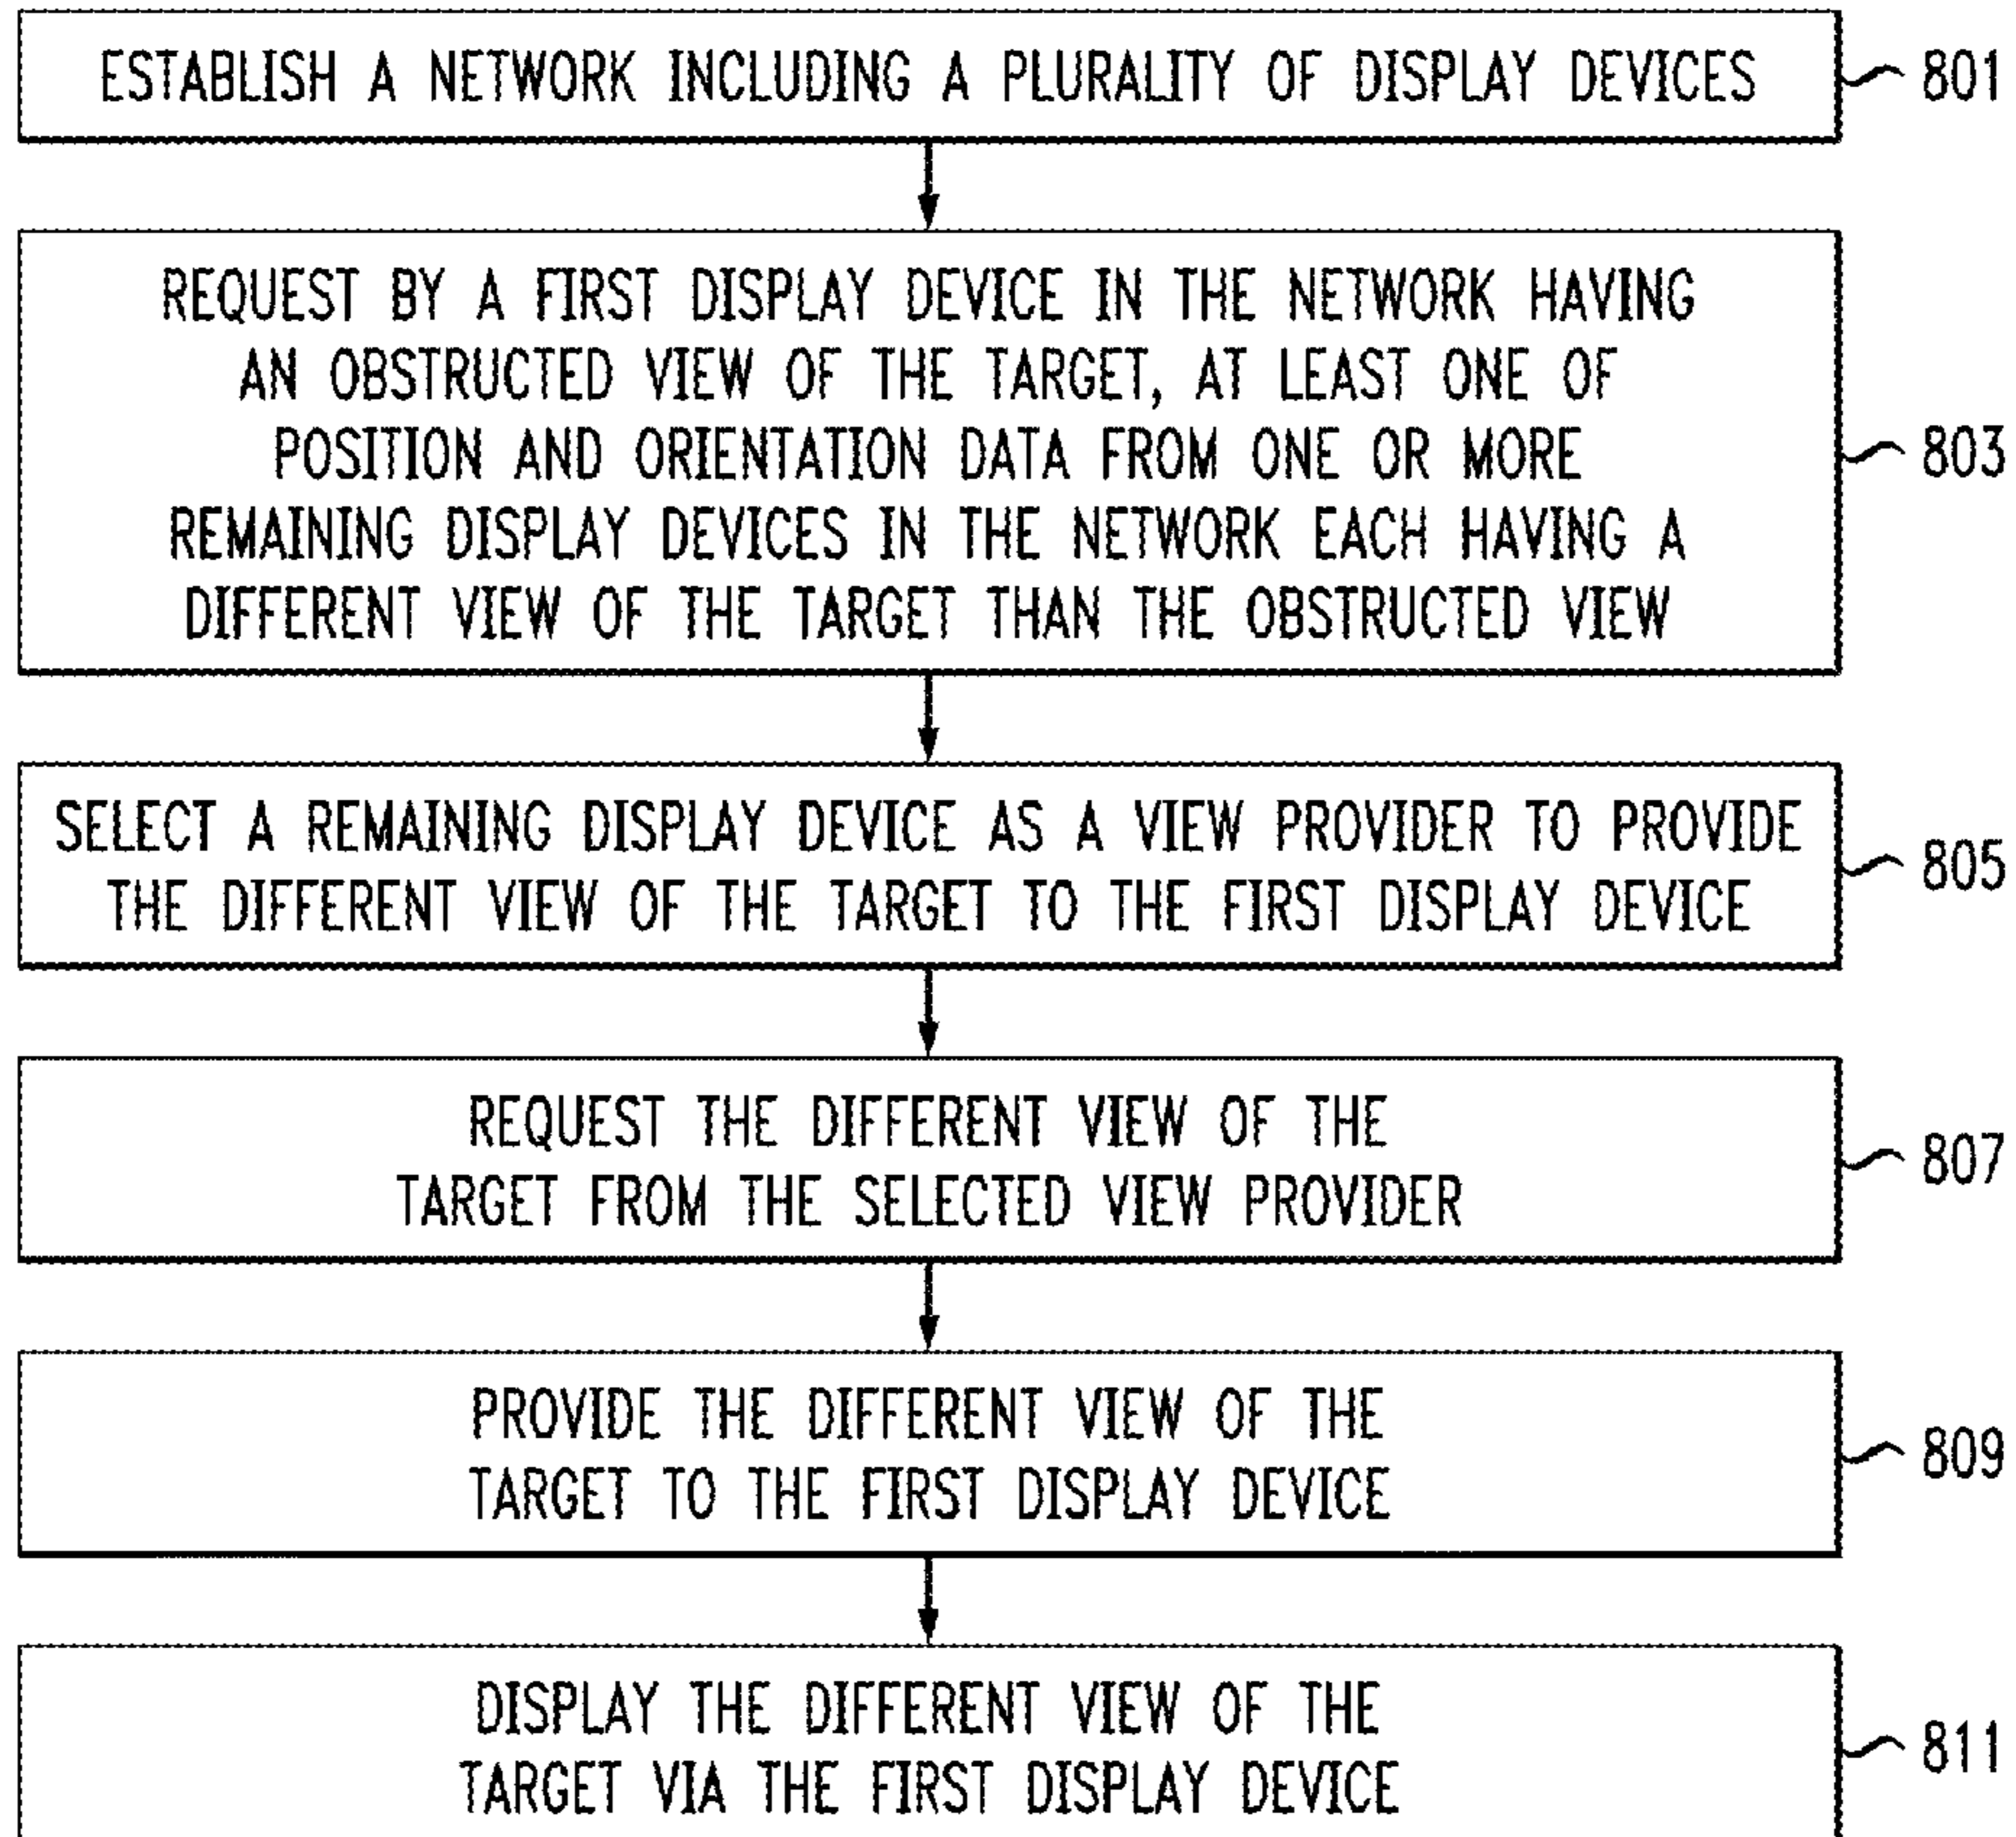 ESTABLISH A NETWORK INCLUDING A PLURALITY OF DISPLAY DEVICES
801
REQUEST BY A FIRST DISPLAY DEVICE IN THE NETWORK HAVING
AN OBSTRUCTED VIEW OF THE TARGET, AT LEAST ONE OF
POSITION AND ORIENTATION DATA FROM ONE OR MORE
REMAINING DISPLAY DEVICES IN THE NETWORK EACH HAVING A
DIFFERENT VIEW OF THE TARGET THAN THE OBSTRUCTED VIEW
803
SELECT A REMAINING DISPLAY DEVICE AS A VIEW PROVIDER TO PROVIDE
THE DIFFERENT VIEW OF THE TARGET TO THE FIRST DISPLAY DEVICE
805
REQUEST THE DIFFERENT VIEW OF THE
TARGET FROM THE SELECTED VIEW PROVIDER
807
PROVIDE THE DIFFERENT VIEW OF THE
TARGET TO THE FIRST DISPLAY DEVICE
809
DISPLAY THE DIFFERENT VIEW OF THE
TARGET VIA THE FIRST DISPLAY DEVICE
811